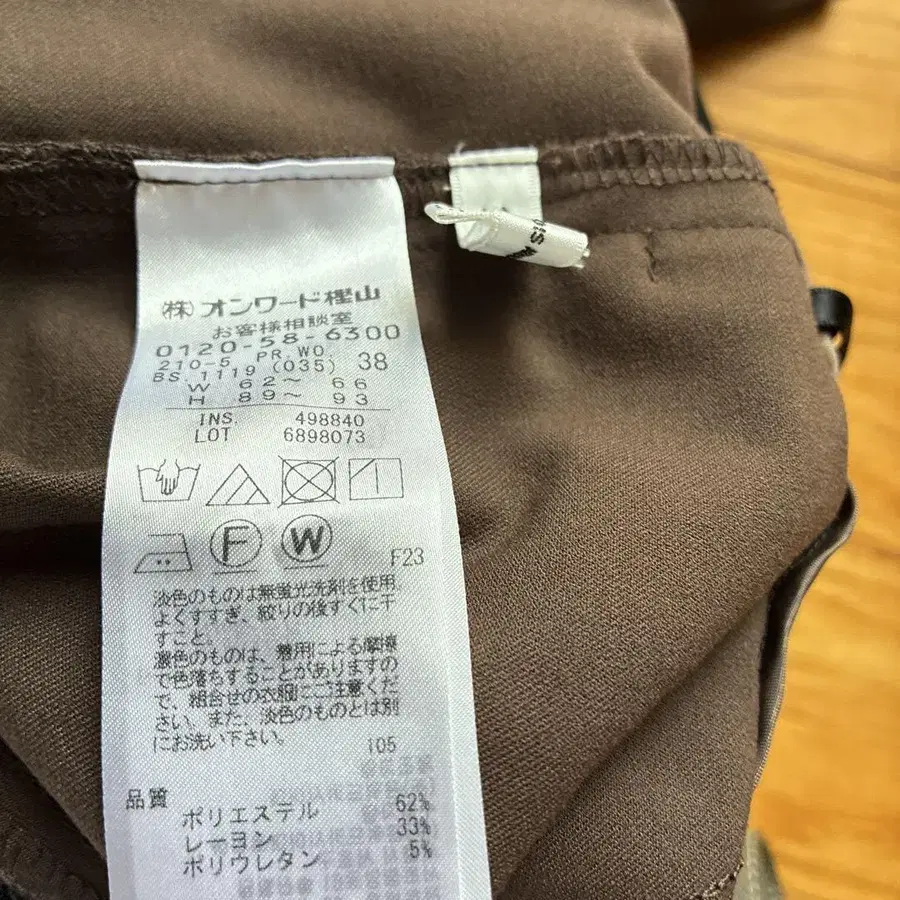 (株)オンワード樫山
お客様相談室
0120-58-6300
210-5 PR.WO
BS.1119 (035) 38
W 62～ 66
H 89～ 93
INS. 498840
LOT 6898073
F W
F23
淡色のものは無蛍光洗剤を使用
よくすすぎ、絞りの後すぐに干
すこと。
濃色のものは、着用による摩擦
で色落ちすることがありますの
で、組合せの衣服にご注意くだ
さい。また、淡色のものとは別
にお洗い下さい。
105
品質
ポリエステル 62%
レーヨン 33%
ポリウレタン 5%